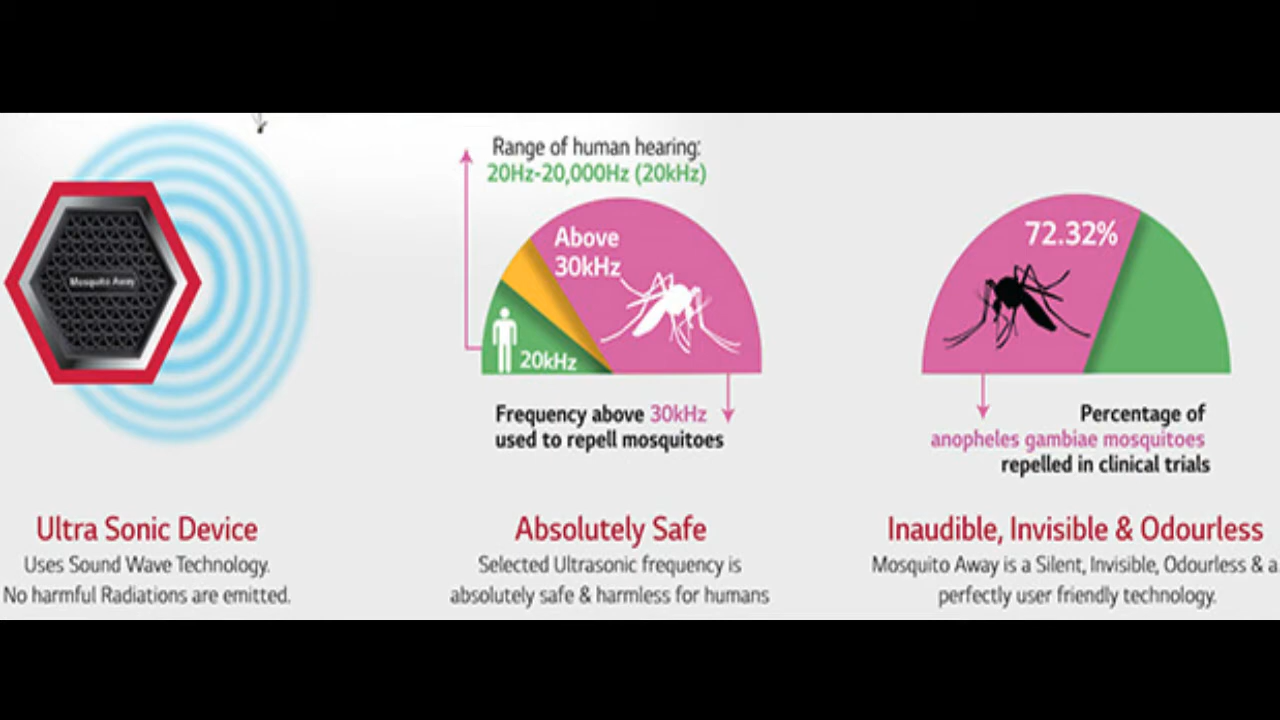 Mosquito Away
Ultra Sonic Device
Uses Sound Wave Technology.
No harmful Radiations are emitted.
Range of human hearing:
20Hz-20,000Hz (20kHz)
Above
30kHz
20kHz
Frequency above 30kHz
used to repell mosquitoes
Absolutely Safe
Selected Ultrasonic frequency is
absolutely safe & harmless for humans
72.32%
Percentage of
anopheles gambiae mosquitoes
repelled in clinical trials
Inaudible, Invisible & Odourless
Mosquito Away is a Silent, Invisible, Odourless & a
perfectly user friendly technology.